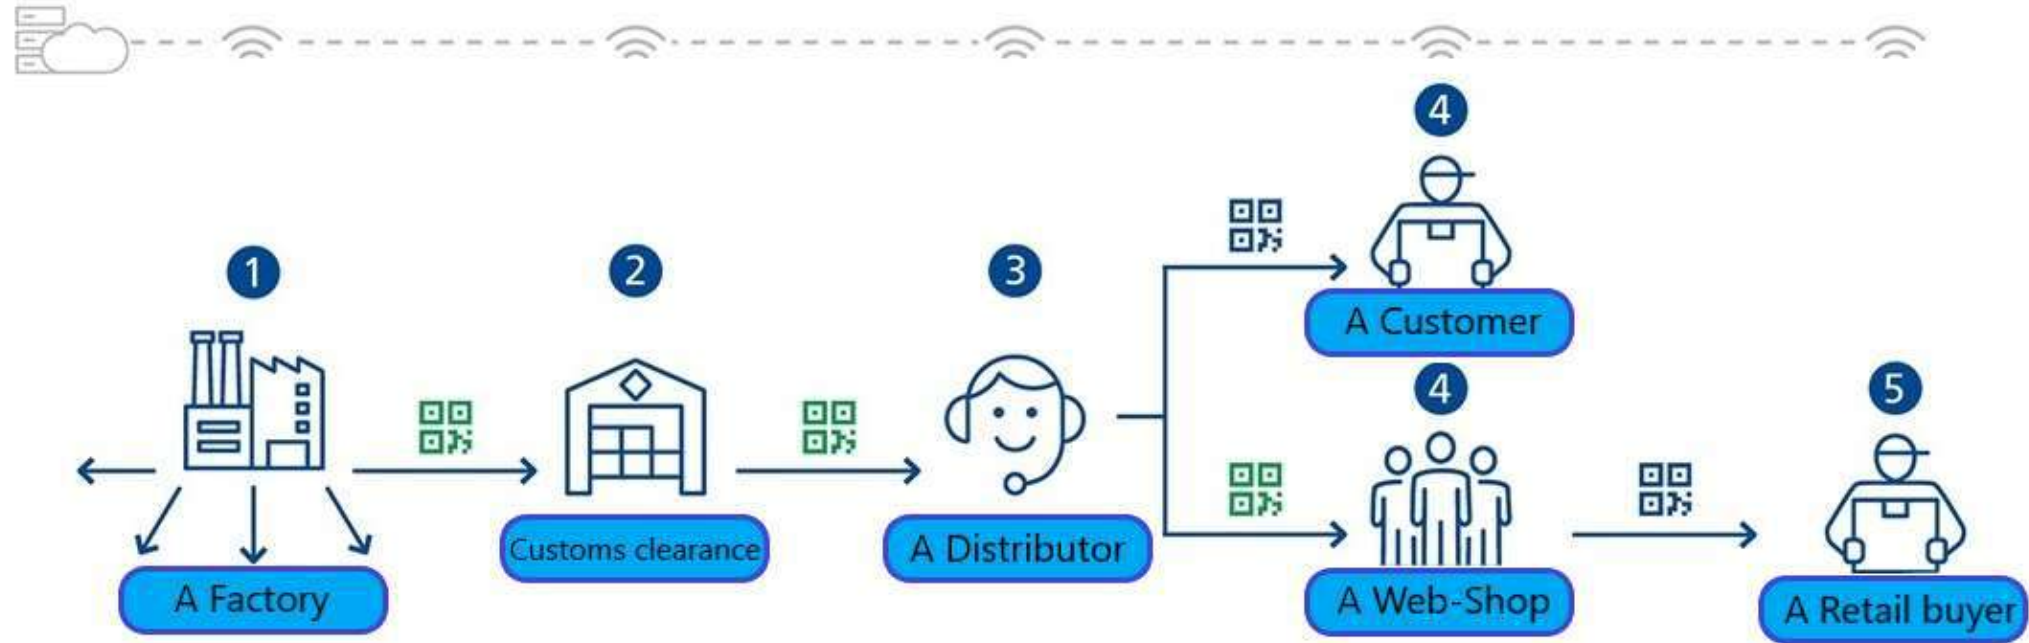 4
1
2
3
A Customer
4
5
Customs clearance
A Distributor
A Factory
A Web-Shop
A Retail buyer